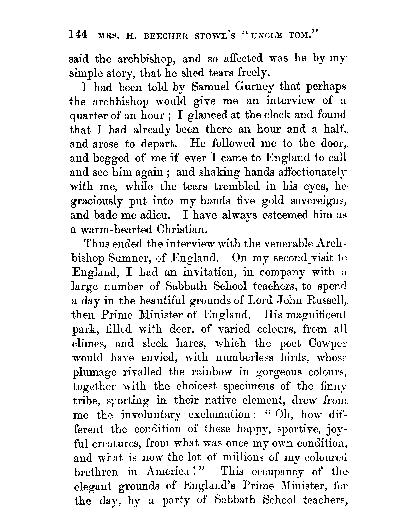 144 MRS. H. BEECHER STOWE'S "UNCLE TOM."
said the archbishop, and so affected was he by my
simple story, that he shed tears freely.
I had been told by Samuel Gurney that perhaps
the archbishop would give me an interview of a
quarter of an hour; I glanced at the clock and found
that I had already been there an hour and a half,
and arose to depart. He followed me to the door,
and begged of me if ever I came to England to call
and see him again; and shaking hands affectionately
with me, while the tears trembled in his eyes, he
graciously put into my hands five gold sovereigns,
and bade me adieu. I have always esteemed him as
a warm-hearted Christian.
Thus ended the interview with the venerable Arch-
bishop Sumner, of England. On my second visit to
England, I had an invitation, in company with a
large number of Sabbath School teachers, to spend
a day in the beautiful grounds of Lord John Russell,
then Prime Minister of England. His magnificent
park, filled with deer, of varied colours, from all
climes, and sleek hares, which the poet Cowper
would have envied, with numberless birds, whose
plumage rivalled the rainbow in gorgeous colours,
together with the choicest specimens of the finny
tribe, sporting in their native element, drew from
me the involuntary exclamation: "Oh, how dif-
ferent the condition of these happy, sportive, joy-
ful creatures, from what was once my own condition,
and what is now the lot of millions of my coloured
brethren in America!" This occupancy of the
elegant grounds of England's Prime Minister, for
the day, by a party of Sabbath School teachers,